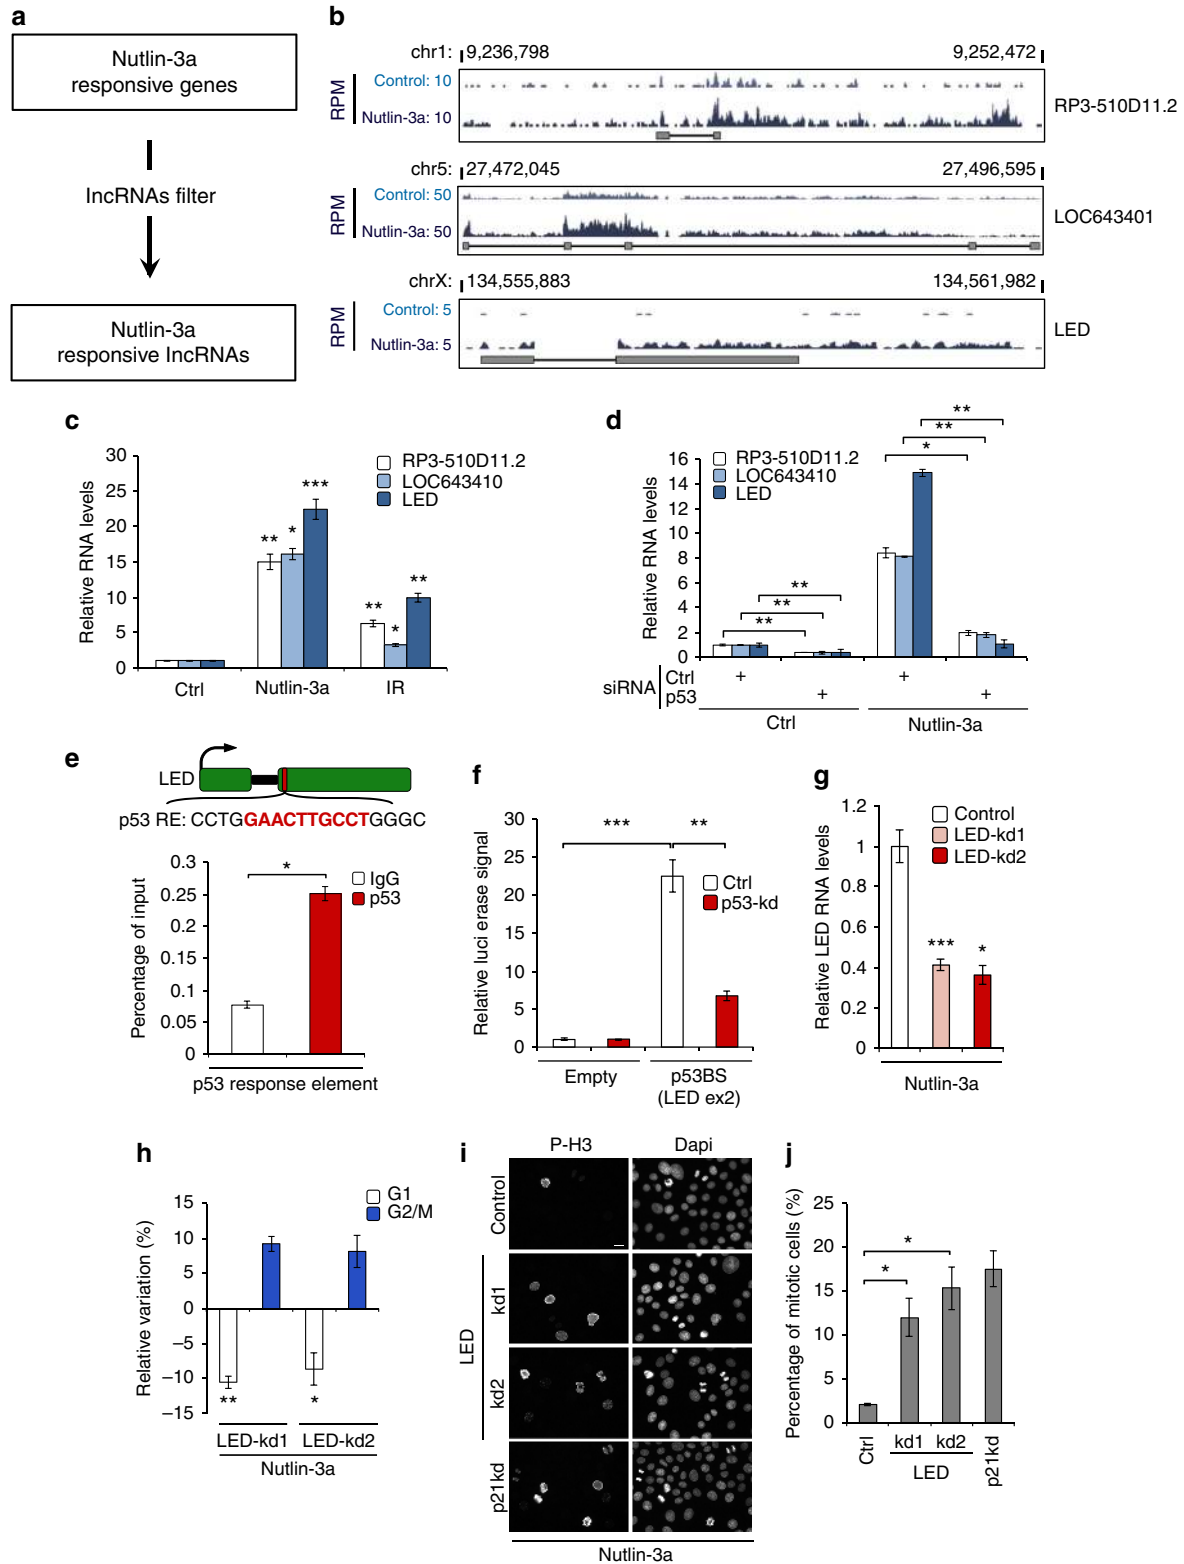 a
Nutlin-3a
responsive genes
lncRNAs filter
Nutlin-3a
responsive lncRNAs
b
chr1: 9,236,798 9,252,472
RPM
Control: 10
Nutlin-3a: 10
RP3-510D11.2
chr5: 27,472,045 27,496,595
RPM
Control: 50
Nutlin-3a: 50
LOC643401
chrX: 134,555,883 134,561,982
RPM
Control: 5
Nutlin-3a: 5
LED
c
Relative RNA levels
30
25
20
15
10
5
0
RP3-510D11.2
LOC643410
LED
** * ***
** * **
Ctrl Nutlin-3a IR
d
Relative RNA levels
16
14
12
10
8
6
4
2
0
RP3-510D11.2
LOC643410
LED
**
**
*
**
**
**
siRNA
Ctrl + +
p53 + +
Ctrl Nutlin-3a
e
LED
p53 RE: CCTGGAACTTGCCTGGGC
Percentage of input
0.3
0.25
0.2
0.15
0.1
0.05
0
*
IgG
p53
p53 response element
f
Relative luci erase signal
30
25
20
15
10
5
0
*** **
Ctrl
p53-kd
Empty p53BS
(LED ex2)
g
Relative LED RNA levels
1.2
1
0.8
0.6
0.4
0.2
0
Control
LED-kd1
LED-kd2
*** *
Nutlin-3a
h
Relative variation (%)
15
10
5
0
−5
−10
−15
G1
G2/M
** *
LED-kd1 LED-kd2
Nutlin-3a
i
P-H3 Dapi
Control
LED
kd1
kd2
p21kd
Nutlin-3a
j
Percentage of mitotic cells (%)
25
20
15
10
5
0
*
*
Ctrl kd1 kd2 p21kd
LED